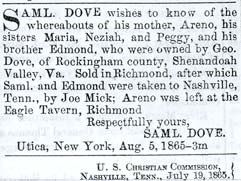 SAML. DOVE wishes to know of the
whereabouts of his mother, Areno, his
sisters Maria, Neziah, and Peggy, and his
brother Edmond, who were owned by Geo.
Dove, of Rockingham county, Shenandoah
Valley, Va. Sold in Richmond, after which
Saml. and Edmond were taken to Nashville,
Tenn., by Joe Mick; Areno was left at the
Eagle Tavern, Richmond
Respectfully yours,
SAML. DOVE.
Utica, New York, Aug. 5, 1865-3m
U. S. CHRISTIAN COMMISSION,
NASHVILLE, TENN., July 19, 1865.